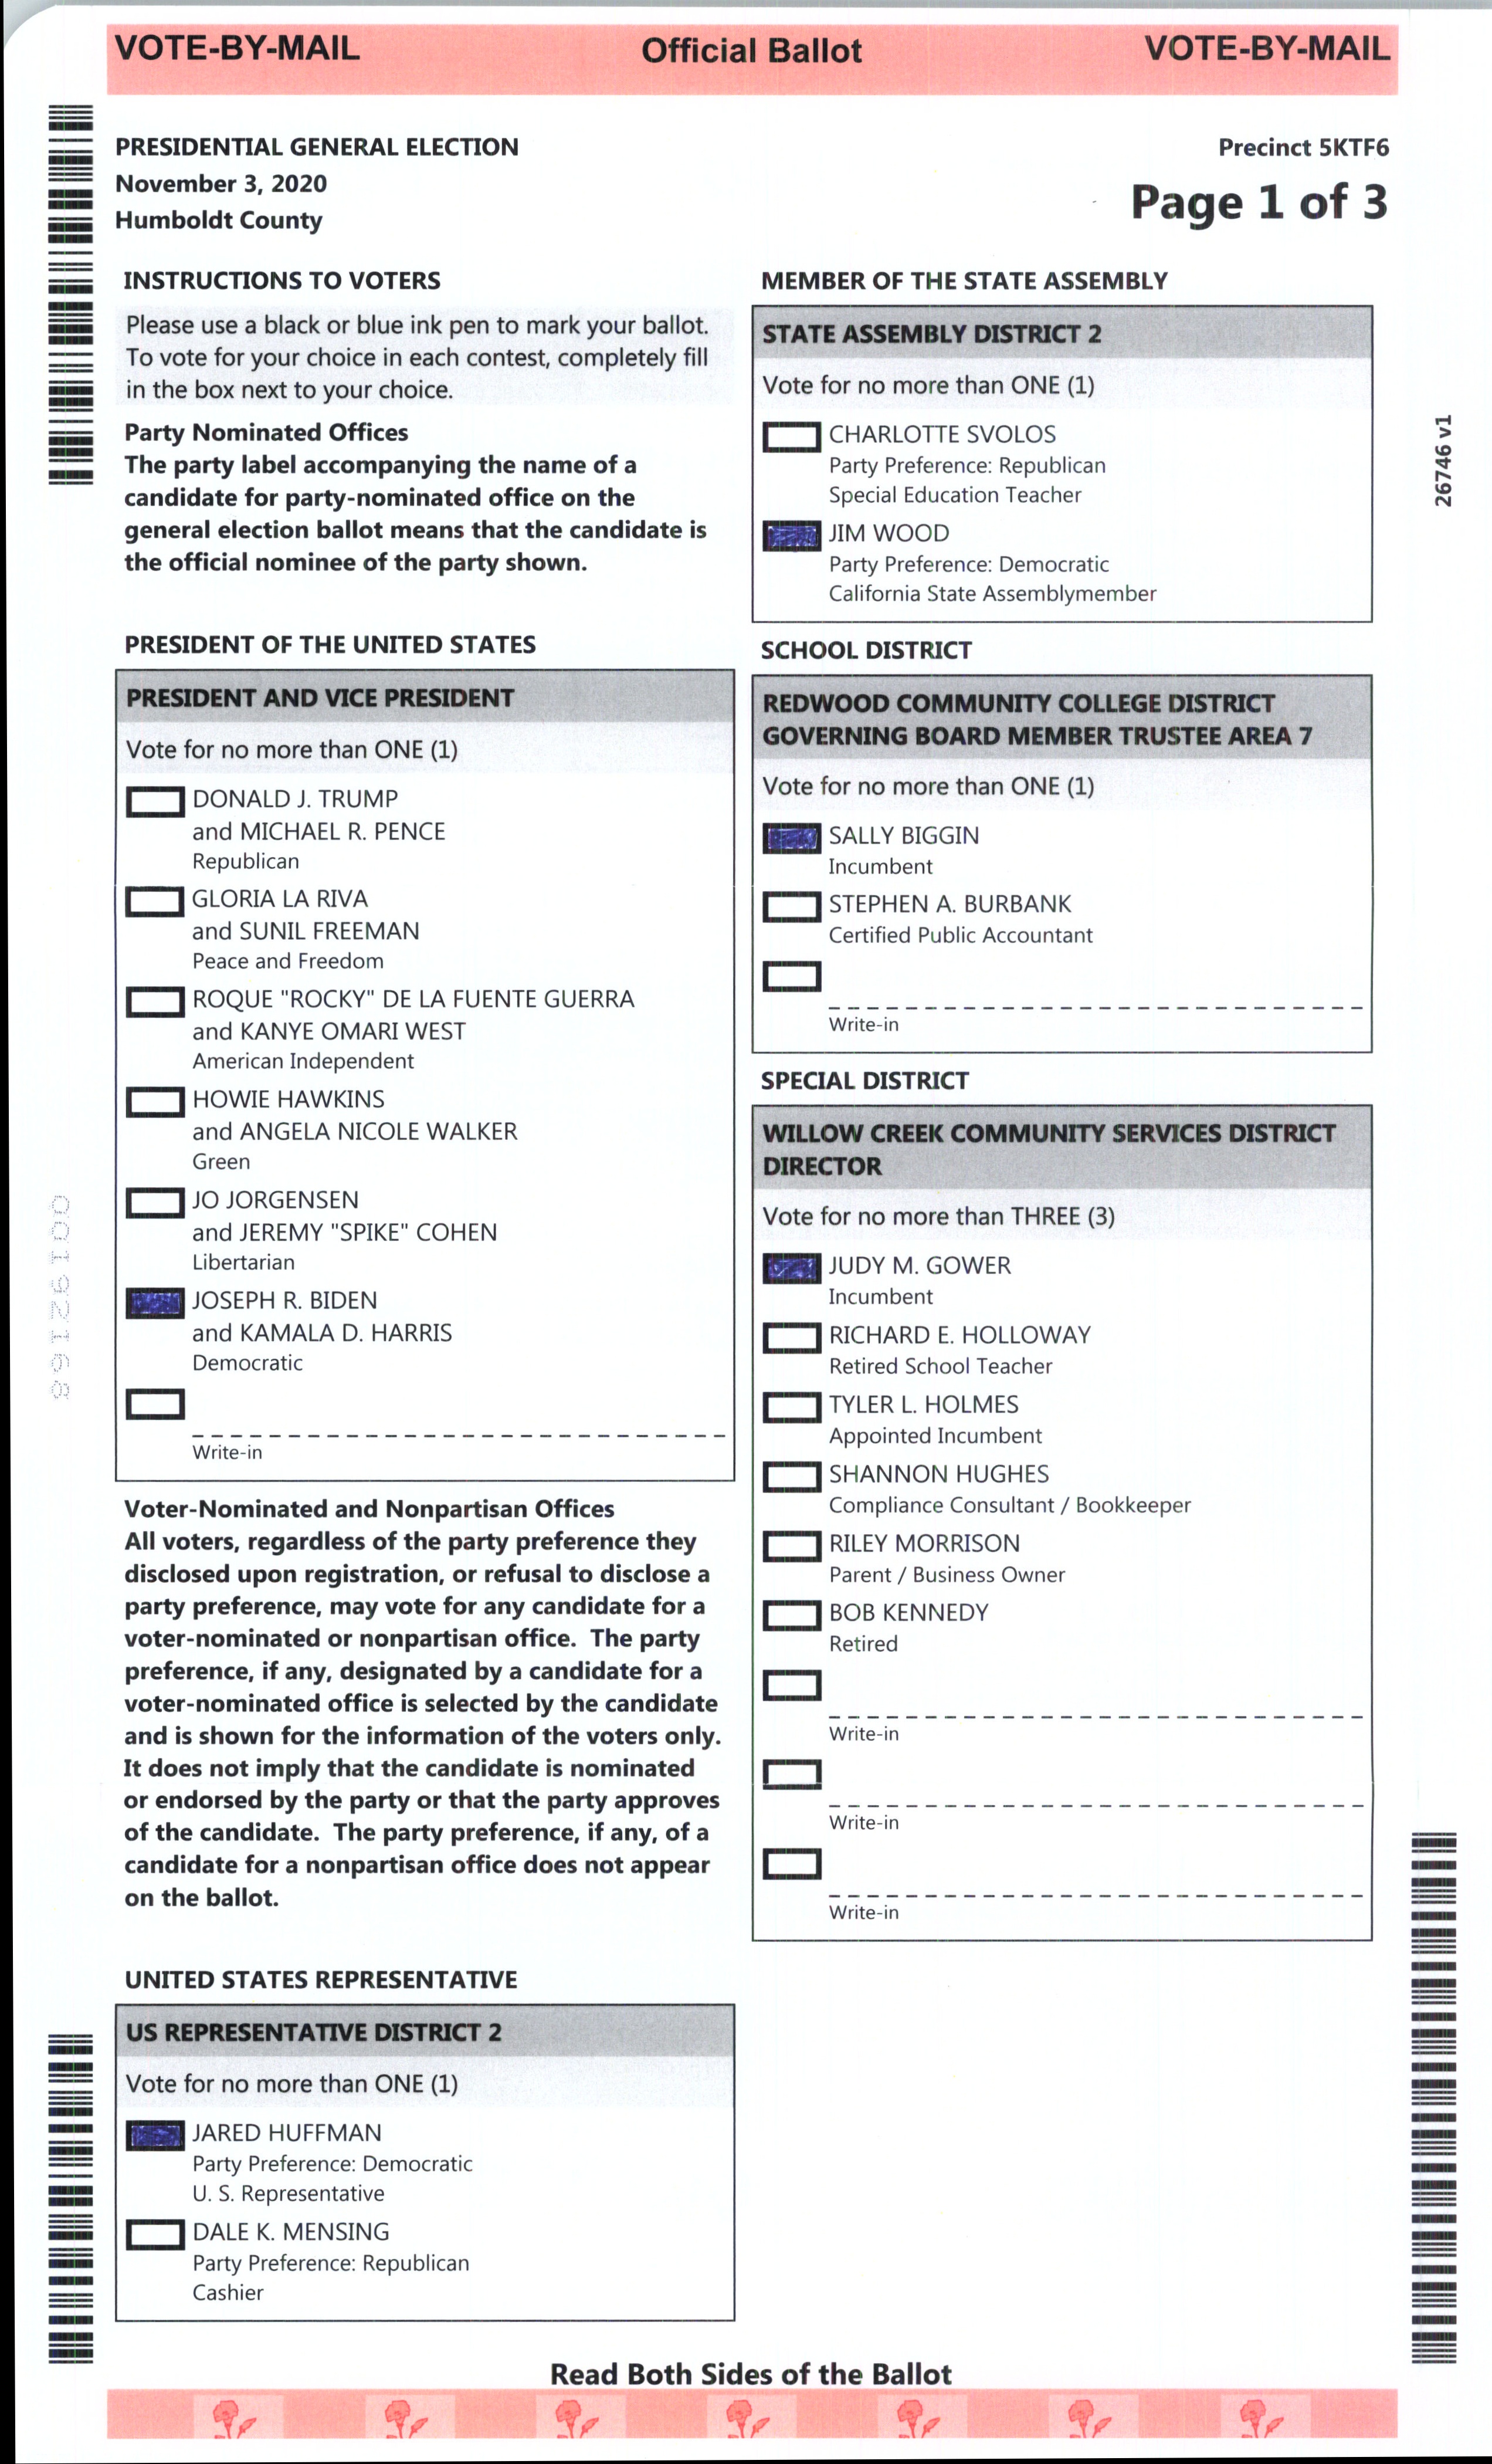 VOTE-BY-MAIL Official Ballot VOTE-BY-MAIL
PRESIDENTIAL GENERAL ELECTION
November 3, 2020
Humboldt County
Precinct 5KTF6
Page 1 of 3
INSTRUCTIONS TO VOTERS
Please use a black or blue ink pen to mark your ballot.
To vote for your choice in each contest, completely fill
in the box next to your choice.
Party Nominated Offices
The party label accompanying the name of a
candidate for party-nominated office on the
general election ballot means that the candidate is
the official nominee of the party shown.
PRESIDENT OF THE UNITED STATES
PRESIDENT AND VICE PRESIDENT
Vote for no more than ONE (1)
DONALD J. TRUMP
and MICHAEL R. PENCE
Republican
GLORIA LA RIVA
and SUNIL FREEMAN
Peace and Freedom
ROQUE "ROCKY" DE LA FUENTE GUERRA
and KANYE OMARI WEST
American Independent
HOWIE HAWKINS
and ANGELA NICOLE WALKER
Green
JO JORGENSEN
and JEREMY "SPIKE" COHEN
Libertarian
JOSEPH R. BIDEN
and KAMALA D. HARRIS
Democratic
Write-in
Voter-Nominated and Nonpartisan Offices
All voters, regardless of the party preference they
disclosed upon registration, or refusal to disclose a
party preference, may vote for any candidate for a
voter-nominated or nonpartisan office. The party
preference, if any, designated by a candidate for a
voter-nominated office is selected by the candidate
and is shown for the information of the voters only.
It does not imply that the candidate is nominated
or endorsed by the party or that the party approves
of the candidate. The party preference, if any, of a
candidate for a nonpartisan office does not appear
on the ballot.
UNITED STATES REPRESENTATIVE
US REPRESENTATIVE DISTRICT 2
Vote for no more than ONE (1)
JARED HUFFMAN
Party Preference: Democratic
U. S. Representative
DALE K. MENSING
Party Preference: Republican
Cashier
MEMBER OF THE STATE ASSEMBLY
STATE ASSEMBLY DISTRICT 2
Vote for no more than ONE (1)
CHARLOTTE SVOLOS
Party Preference: Republican
Special Education Teacher
JIM WOOD
Party Preference: Democratic
California State Assemblymember
SCHOOL DISTRICT
REDWOOD COMMUNITY COLLEGE DISTRICT
GOVERNING BOARD MEMBER TRUSTEE AREA 7
Vote for no more than ONE (1)
SALLY BIGGIN
Incumbent
STEPHEN A. BURBANK
Certified Public Accountant
Write-in
SPECIAL DISTRICT
WILLOW CREEK COMMUNITY SERVICES DISTRICT
DIRECTOR
Vote for no more than THREE (3)
JUDY M. GOWER
Incumbent
RICHARD E. HOLLOWAY
Retired School Teacher
TYLER L. HOLMES
Appointed Incumbent
SHANNON HUGHES
Compliance Consultant / Bookkeeper
RILEY MORRISON
Parent / Business Owner
BOB KENNEDY
Retired
Write-in
Write-in
Write-in
26746 v1
Read Both Sides of the Ballot